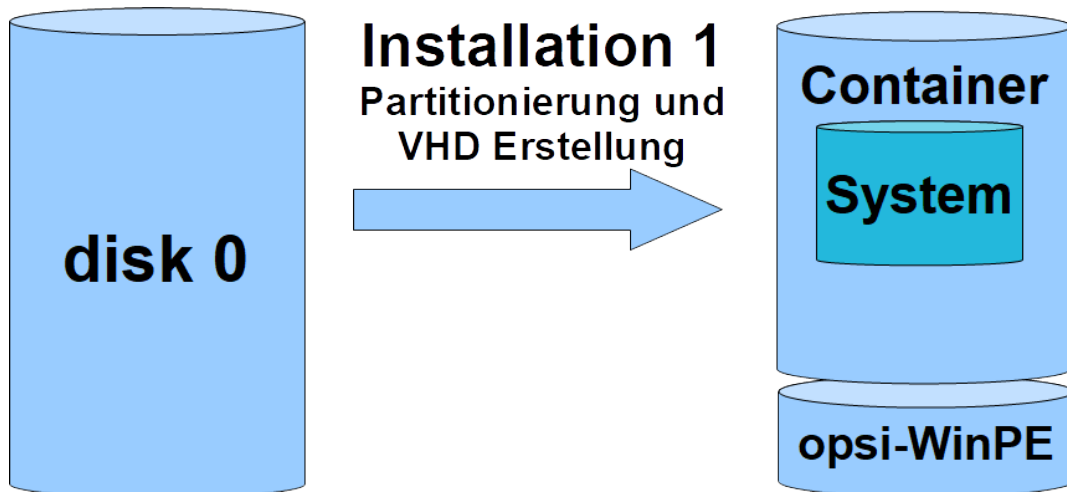 disk 0
Installation 1
Partitionierung und
VHD Erstellung
Container
System
opsi-WinPE